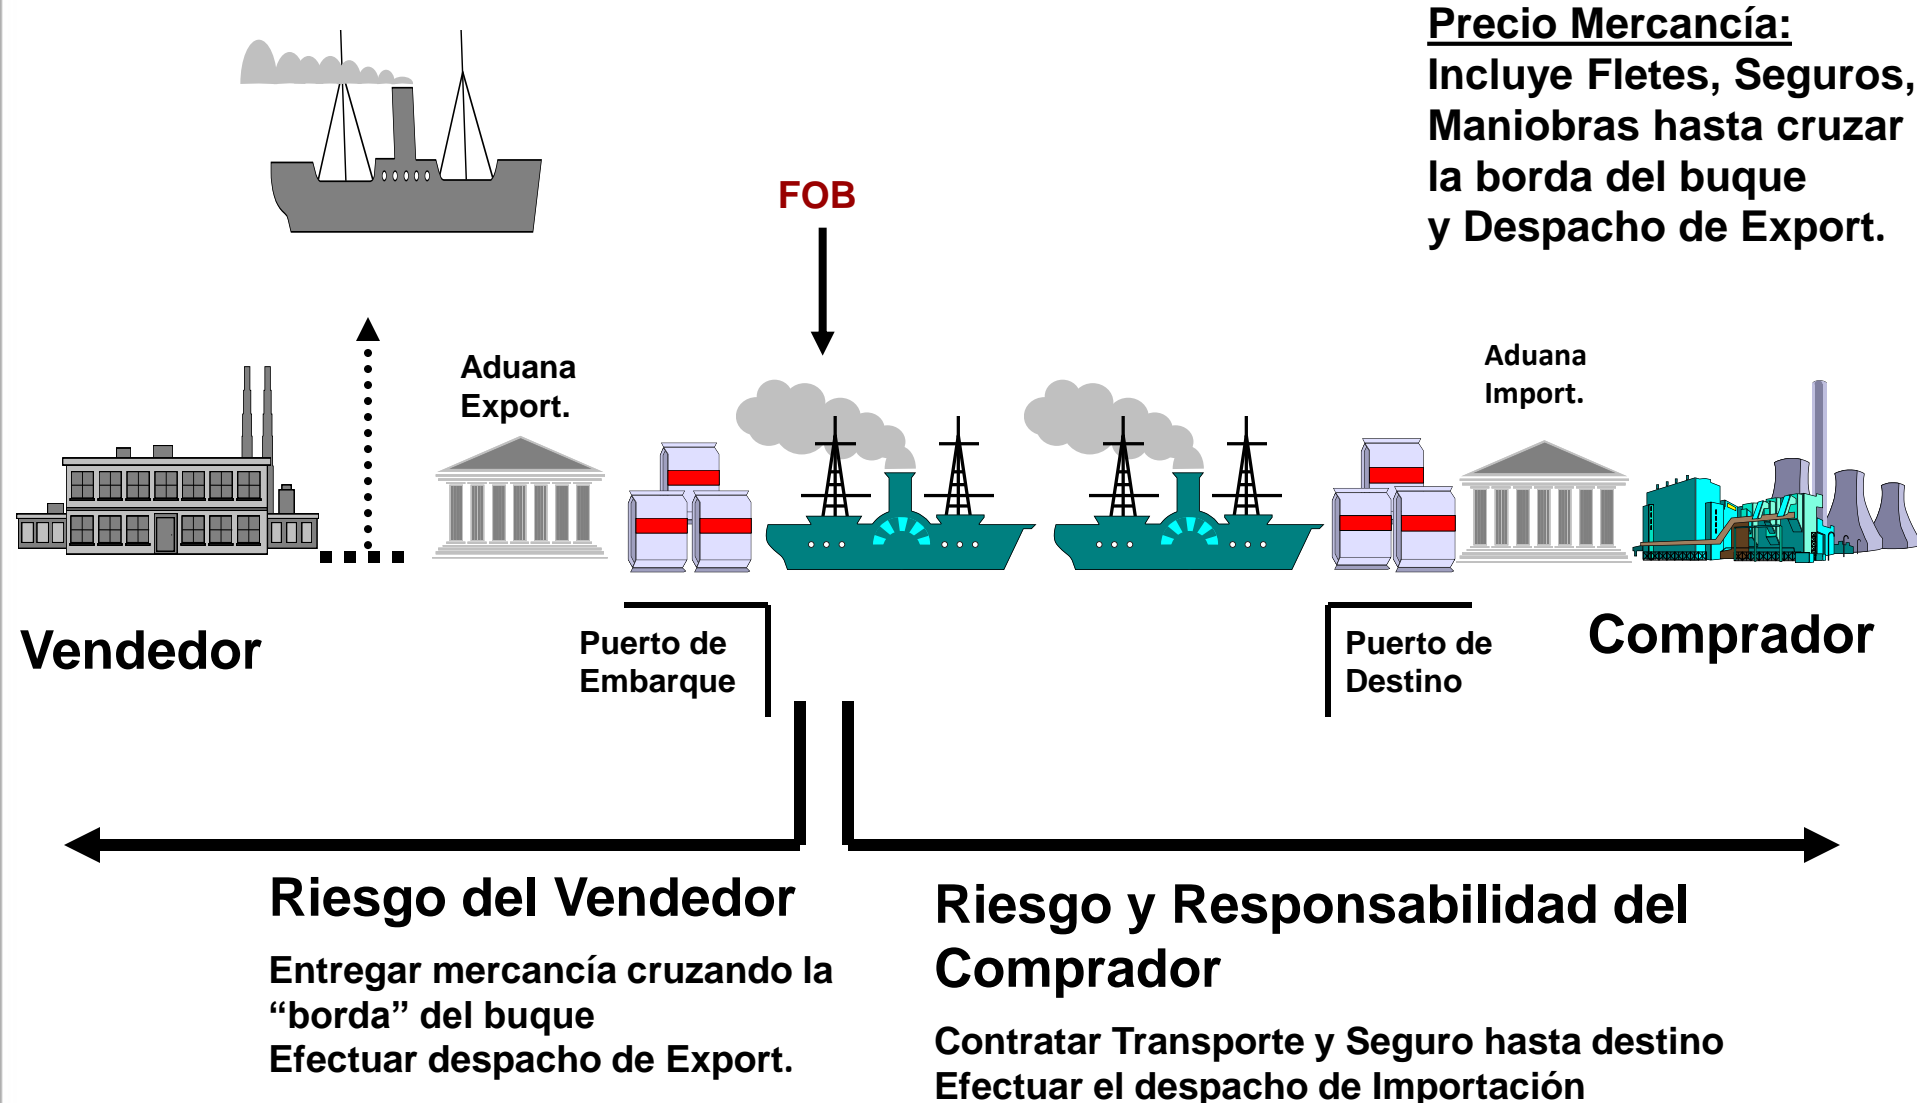 Precio Mercancía:
Incluye Fletes, Seguros,
Maniobras hasta cruzar
la borda del buque
y Despacho de Export.
FOB
Aduana
Export.
Aduana
Import.
Vendedor
Puerto de
Embarque
Puerto de
Destino
Comprador
Riesgo del Vendedor
Entregar mercancía cruzando la
“borda” del buque
Efectuar despacho de Export.
Riesgo y Responsabilidad del
Comprador
Contratar Transporte y Seguro hasta destino
Efectuar el despacho de Importación